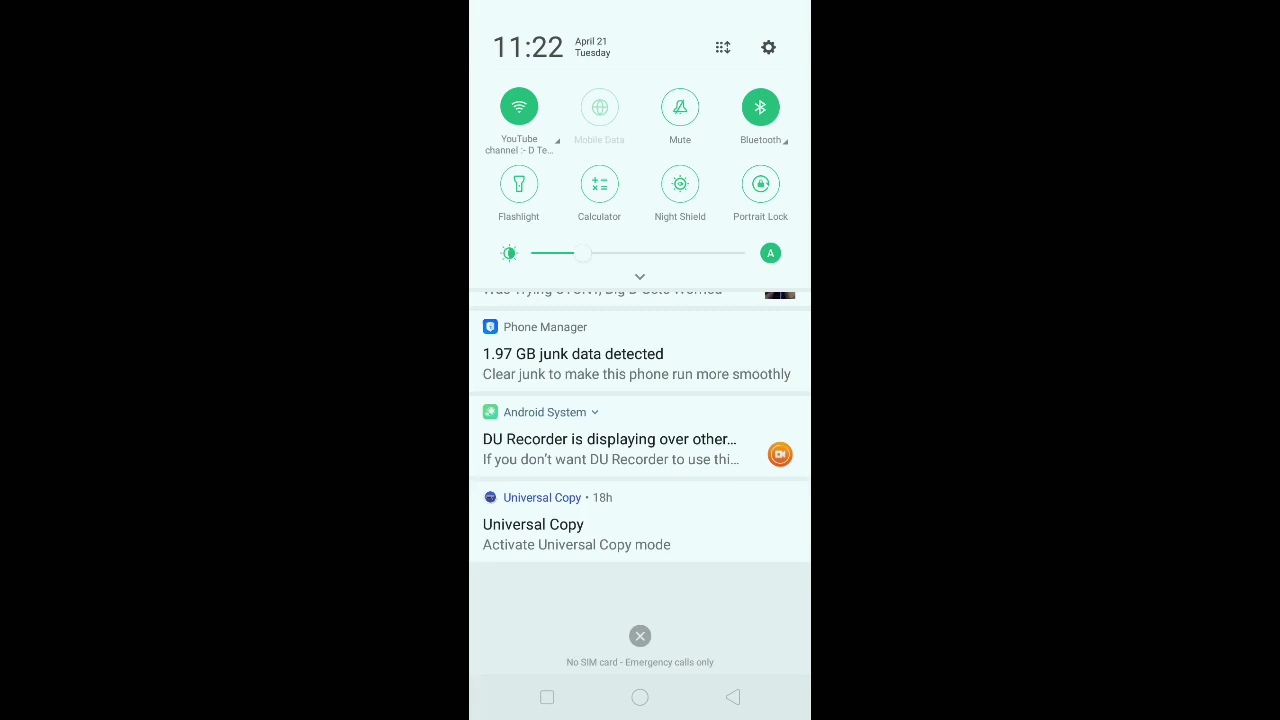 11:22
April 21
Tuesday
YouTube
channel :- D Te...
Mobile Data
Mute
Bluetooth
Flashlight
Calculator
Night Shield
Portrait Lock
A
Phone Manager
1.97 GB junk data detected
Clear junk to make this phone run more smoothly
Android System
DU Recorder is displaying over other...
If you don't want DU Recorder to use thi...
Universal Copy • 18h
Universal Copy
Activate Universal Copy mode
No SIM card - Emergency calls only